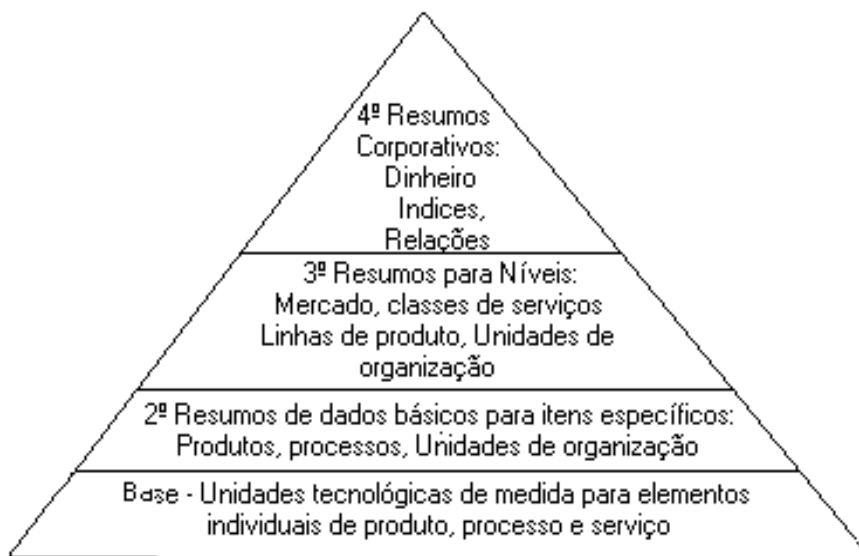 4º Resumos
Corporativos:
Dinheiro
Indices,
Relações
3º Resumos para Níveis:
Mercado, classes de serviços
Linhas de produto, Unidades de
organização
2º Resumos de dados básicos para itens específicos:
Produtos, processos, Unidades de organização
Base - Unidades tecnológicas de medida para elementos
individuais de produto, processo e serviço